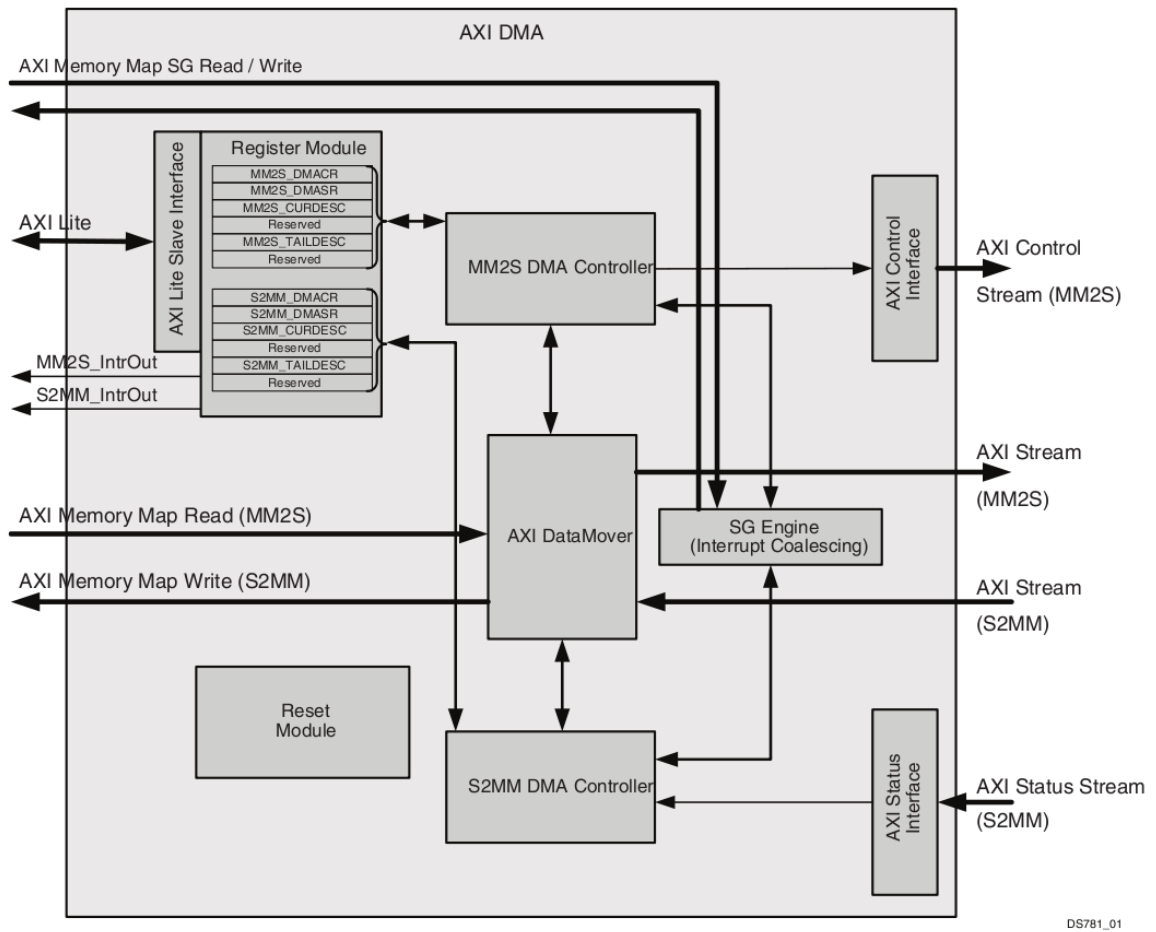 AXI DMA
AXI Memory Map SG Read / Write
AXI Lite Slave Interface
Register Module
MM2S_DMACR
MM2S_DMASR
MM2S_CURDESC
Reserved
MM2S_TAILDESC
Reserved
S2MM_DMACR
S2MM_DMASR
S2MM_CURDESC
Reserved
S2MM_TAILDESC
Reserved
AXI Lite
MM2S_IntrOut
S2MM_IntrOut
MM2S DMA Controller
AXI Control
Interface
AXI Control
Stream (MM2S)
AXI Memory Map Read (MM2S)
AXI Memory Map Write (S2MM)
AXI DataMover
SG Engine
(Interrupt Coalescing)
AXI Stream
(MM2S)
AXI Stream
(S2MM)
Reset
Module
S2MM DMA Controller
AXI Status
Interface
AXI Status Stream
(S2MM)
DS781_01